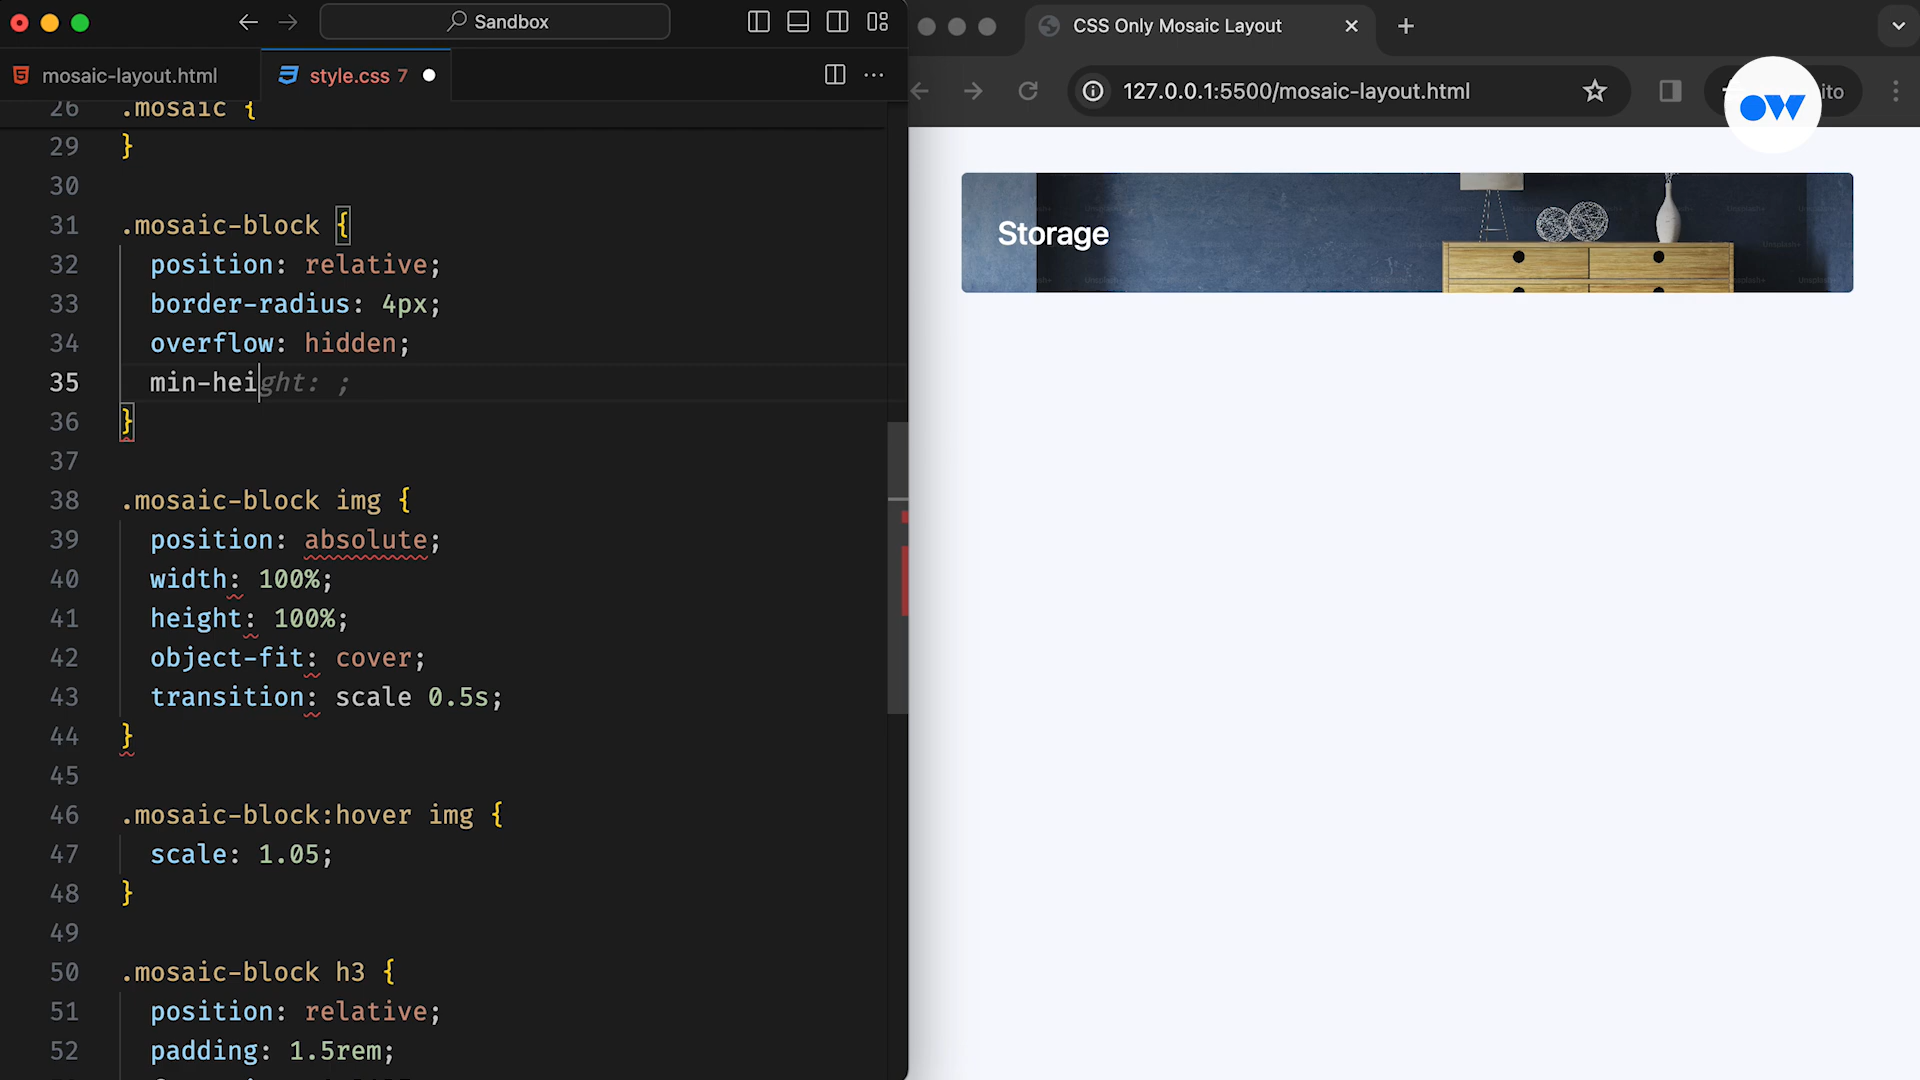 Sandbox
mosaic-layout.html
style.css 7
26 .mosaic {
29 }
30
31 .mosaic-block {
32 position: relative;
33 border-radius: 4px;
34 overflow: hidden;
35 min-height: ;
36 }
37
38 .mosaic-block img {
39 position: absolute;
40 width: 100%;
41 height: 100%;
42 object-fit: cover;
43 transition: scale 0.5s;
44 }
45
46 .mosaic-block:hover img {
47 scale: 1.05;
48 }
49
50 .mosaic-block h3 {
51 position: relative;
52 padding: 1.5rem;
CSS Only Mosaic Layout
127.0.0.1:5500/mosaic-layout.html
ito
OW
Storage